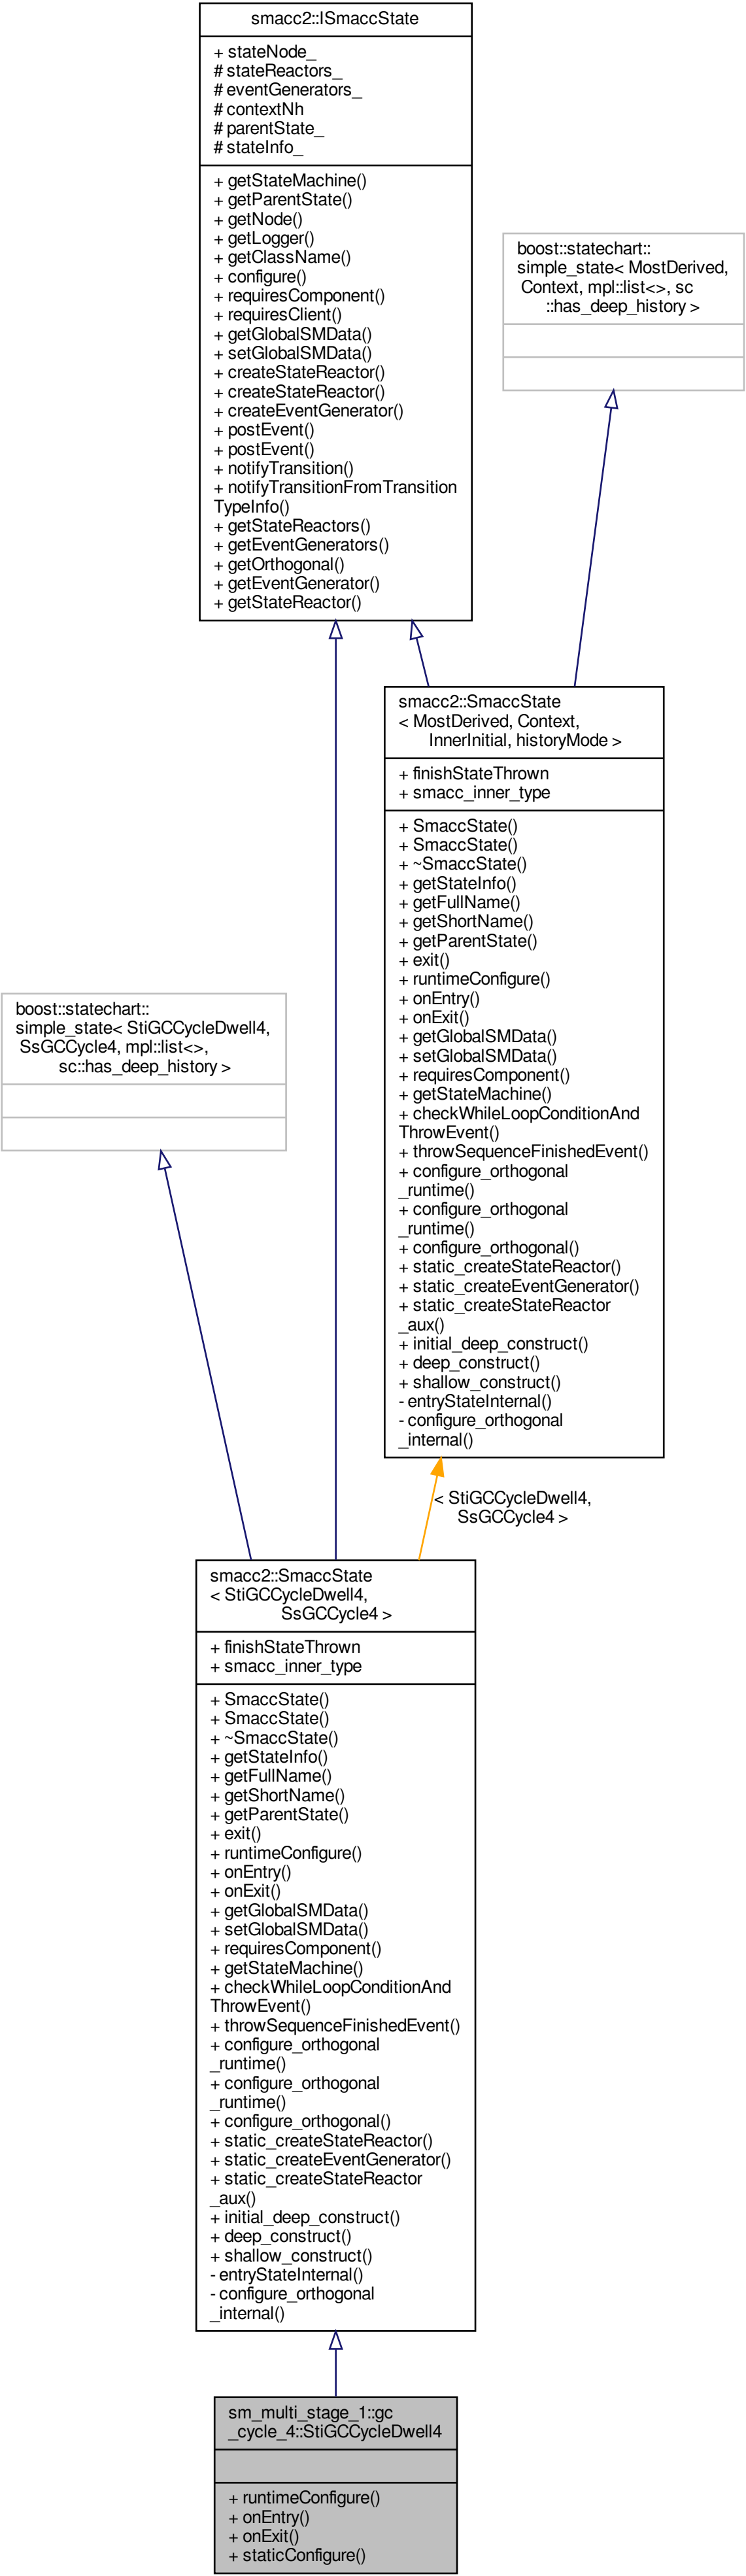 smacc2::ISmaccState
+ stateNode_
# stateReactors_
# eventGenerators_
# contextNh
# parentState_
# stateInfo_
+ getStateMachine()
+ getParentState()
+ getNode()
+ getLogger()
+ getClassName()
+ configure()
+ requiresComponent()
+ requiresClient()
+ getGlobalSMData()
+ setGlobalSMData()
+ createStateReactor()
+ createStateReactor()
+ createEventGenerator()
+ postEvent()
+ postEvent()
+ notifyTransition()
+ notifyTransitionFromTransition
TypeInfo()
+ getStateReactors()
+ getEventGenerators()
+ getOrthogonal()
+ getEventGenerator()
+ getStateReactor()
boost::statechart::
simple_state< MostDerived,
Context, mpl::list<>, sc
::has_deep_history >
smacc2::SmaccState
< MostDerived, Context,
InnerInitial, historyMode >
+ finishStateThrown
+ smacc_inner_type
+ SmaccState()
+ SmaccState()
+ ~SmaccState()
+ getStateInfo()
+ getFullName()
+ getShortName()
+ getParentState()
+ exit()
+ runtimeConfigure()
+ onEntry()
+ onExit()
+ getGlobalSMData()
+ setGlobalSMData()
+ requiresComponent()
+ getStateMachine()
+ checkWhileLoopConditionAnd
ThrowEvent()
+ throwSequenceFinishedEvent()
+ configure_orthogonal
_runtime()
+ configure_orthogonal
_runtime()
+ configure_orthogonal()
+ static_createStateReactor()
+ static_createEventGenerator()
+ static_createStateReactor
_aux()
+ initial_deep_construct()
+ deep_construct()
+ shallow_construct()
- entryStateInternal()
- configure_orthogonal
_internal()
boost::statechart::
simple_state< StiGCCycleDwell4,
SsGCCycle4, mpl::list<>,
sc::has_deep_history >
< StiGCCycleDwell4,
SsGCCycle4 >
smacc2::SmaccState
< StiGCCycleDwell4,
SsGCCycle4 >
+ finishStateThrown
+ smacc_inner_type
+ SmaccState()
+ SmaccState()
+ ~SmaccState()
+ getStateInfo()
+ getFullName()
+ getShortName()
+ getParentState()
+ exit()
+ runtimeConfigure()
+ onEntry()
+ onExit()
+ getGlobalSMData()
+ setGlobalSMData()
+ requiresComponent()
+ getStateMachine()
+ checkWhileLoopConditionAnd
ThrowEvent()
+ throwSequenceFinishedEvent()
+ configure_orthogonal
_runtime()
+ configure_orthogonal
_runtime()
+ configure_orthogonal()
+ static_createStateReactor()
+ static_createEventGenerator()
+ static_createStateReactor
_aux()
+ initial_deep_construct()
+ deep_construct()
+ shallow_construct()
- entryStateInternal()
- configure_orthogonal
_internal()
sm_multi_stage_1::gc
_cycle_4::StiGCCycleDwell4
+ runtimeConfigure()
+ onEntry()
+ onExit()
+ staticConfigure()